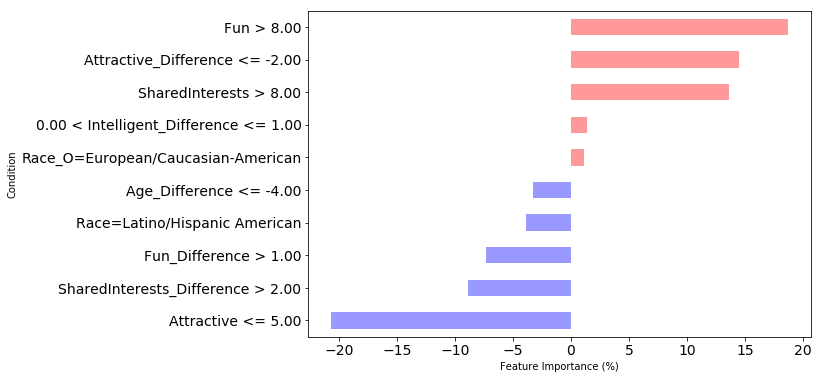 Fun > 8.00
Attractive_Difference <= -2.00
SharedInterests > 8.00
0.00 < Intelligent_Difference <= 1.00
Race_O=European/Caucasian-American
Age_Difference <= -4.00
Race=Latino/Hispanic American
Fun_Difference > 1.00
SharedInterests_Difference > 2.00
Attractive <= 5.00
Condition
−20 −15 −10 −5 0 5 10 15 20
Feature Importance (%)